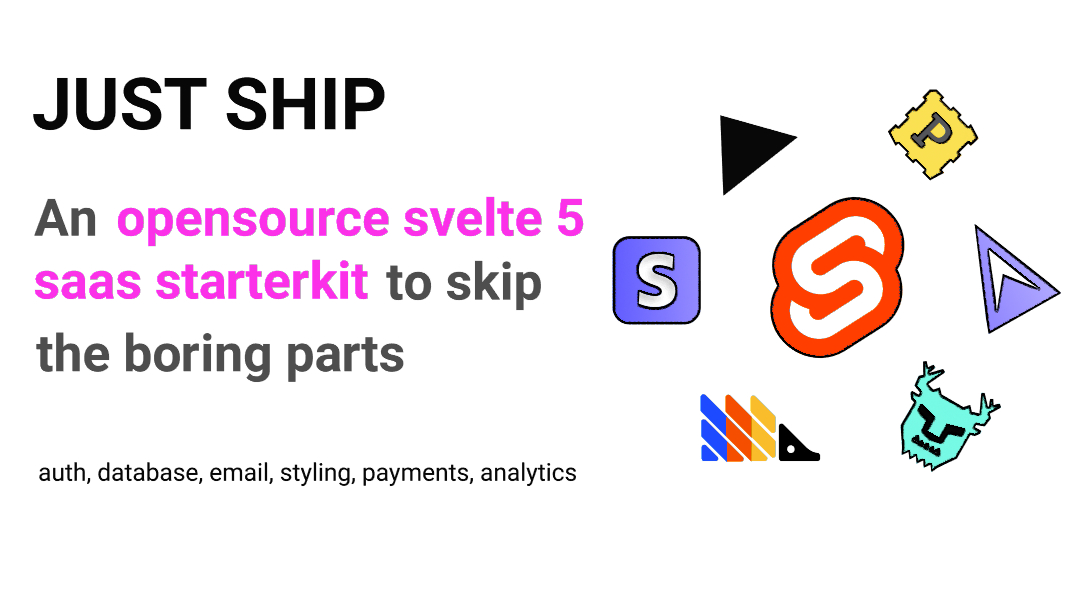 JUST SHIP
An opensource svelte 5
saas starterkit to skip
the boring parts
auth, database, email, styling, payments, analytics
P
S